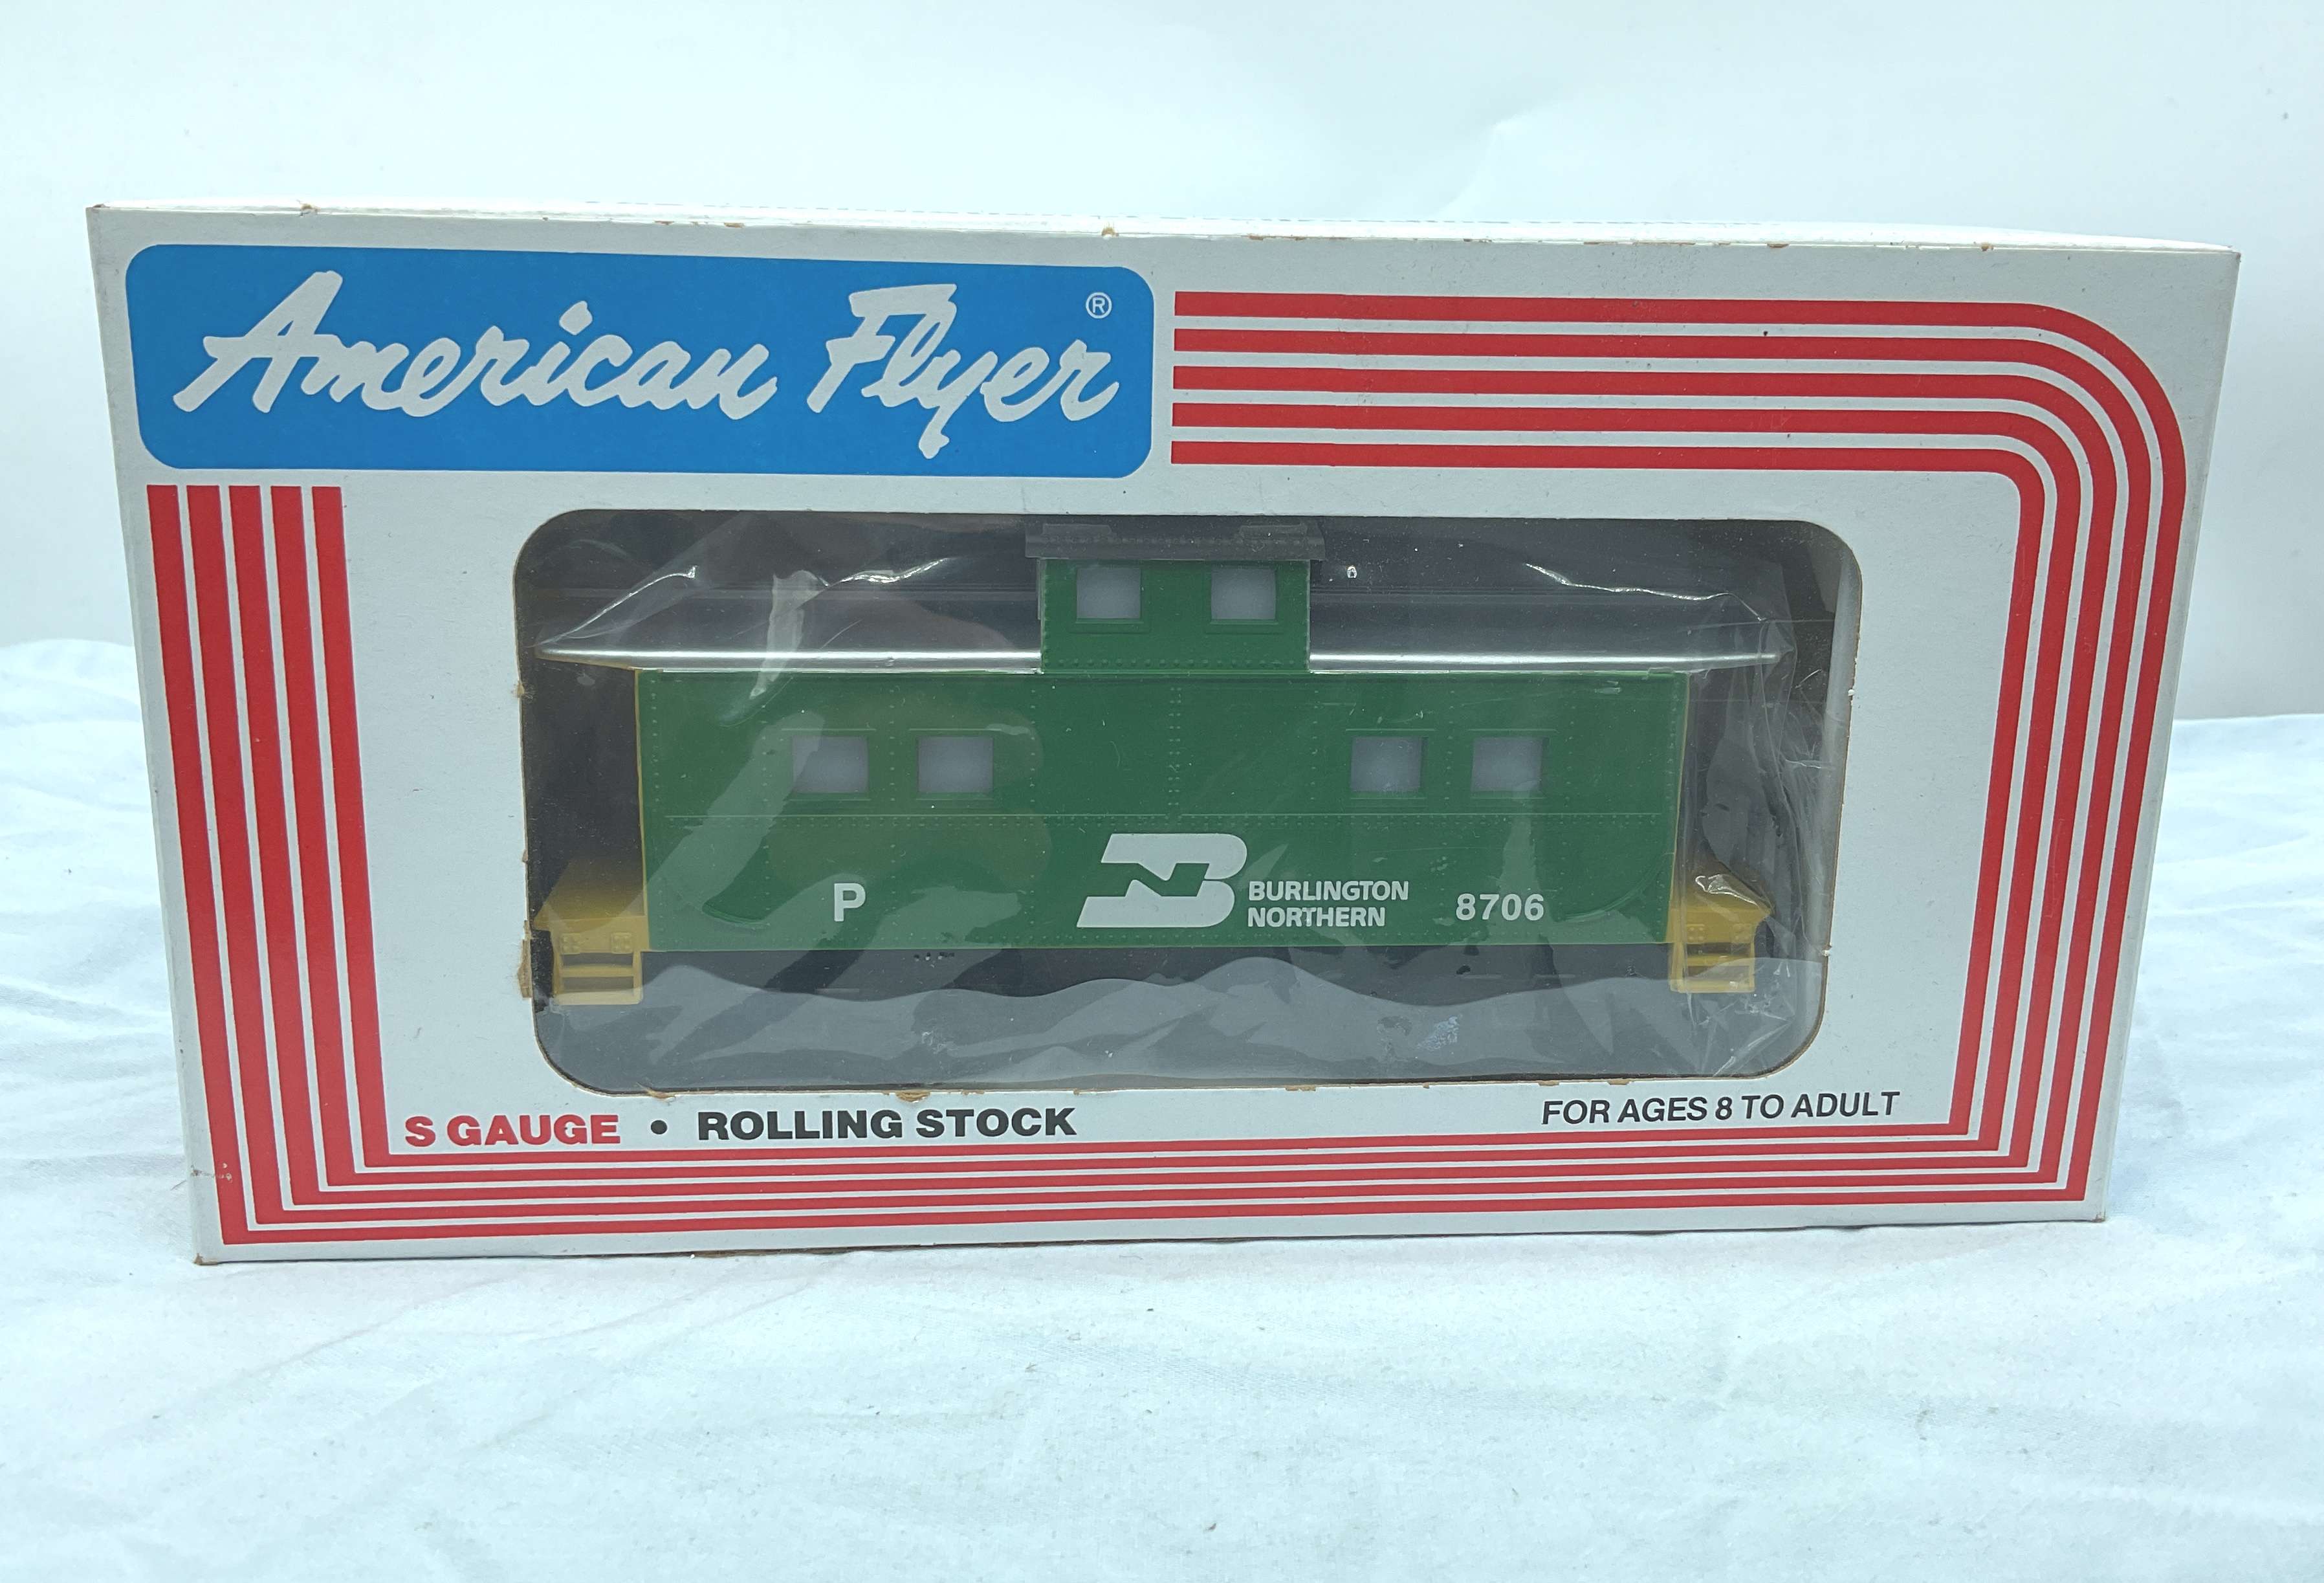 American Flyer ®
P
BURLINGTON
NORTHERN
8706
S GAUGE • ROLLING STOCK
FOR AGES 8 TO ADULT